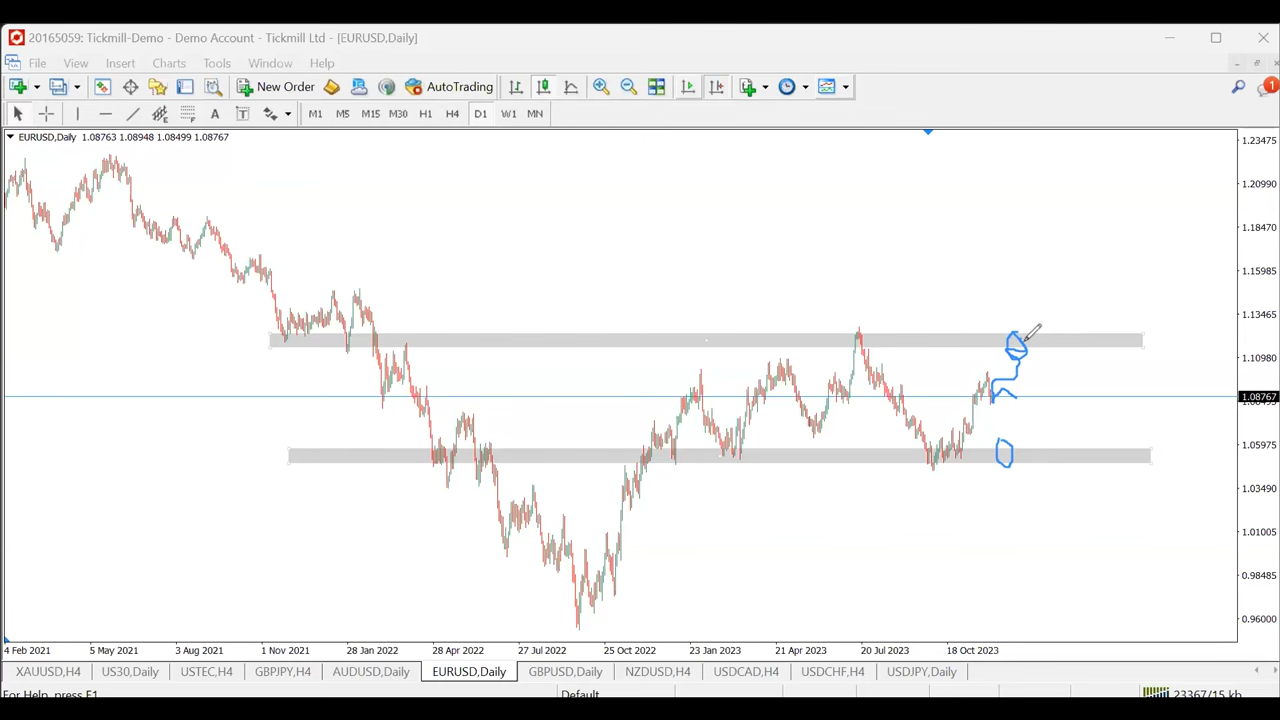 20165059: Tickmill-Demo - Demo Account - Tickmill Ltd - [EURUSD,Daily]
File View Insert Charts Tools Window Help
New Order AutoTrading 1
A T M1 M5 M15 M30 H1 H4 D1 W1 MN
EURUSD,Daily 1.08763 1.08948 1.08499 1.08767
1.23475
1.20990
1.18470
1.15985
1.13465
1.10980
1.08767
1.05975
1.03490
1.01005
0.98485
0.96000
4 Feb 2021 5 May 2021 3 Aug 2021 1 Nov 2021 28 Jan 2022 28 Apr 2022 27 Jul 2022 25 Oct 2022 23 Jan 2023 21 Apr 2023 20 Jul 2023 18 Oct 2023
XAUUSD,H4 US30,Daily USTEC,H4 GBPJPY,H4 AUDUSD,Daily EURUSD,Daily GBPUSD,Daily NZDUSD,H4 USDCAD,H4 USDCHF,H4 USDJPY,Daily
For Help, press F1 Default 23367/15 kb